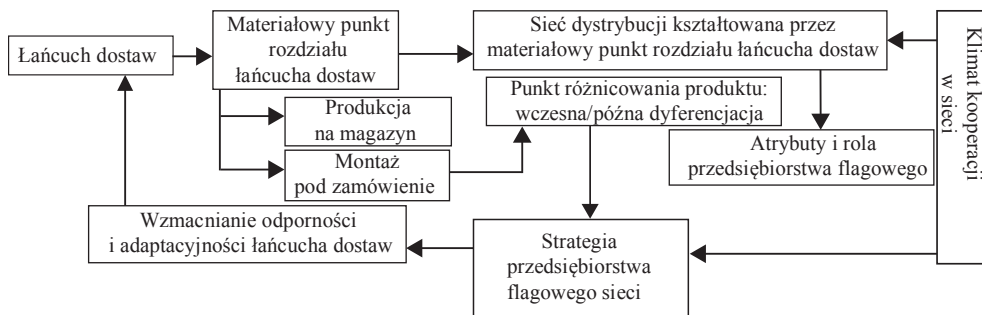 Łańcuch dostaw
Materiałowy punkt
rozdziału
łańcucha dostaw
Sieć dystrybucji kształtowana przez
materiałowy punkt rozdziału łańcucha dostaw
Klimat kooperacji
w sieci
Produkcja
na magazyn
Punkt różnicowania produktu:
wczesna/późna dyferencjacja
Montaż
pod zamówienie
Atrybuty i rola
przedsiębiorstwa flagowego
Wzmacnianie odporności
i adaptacyjności łańcucha dostaw
Strategia
przedsiębiorstwa
flagowego sieci